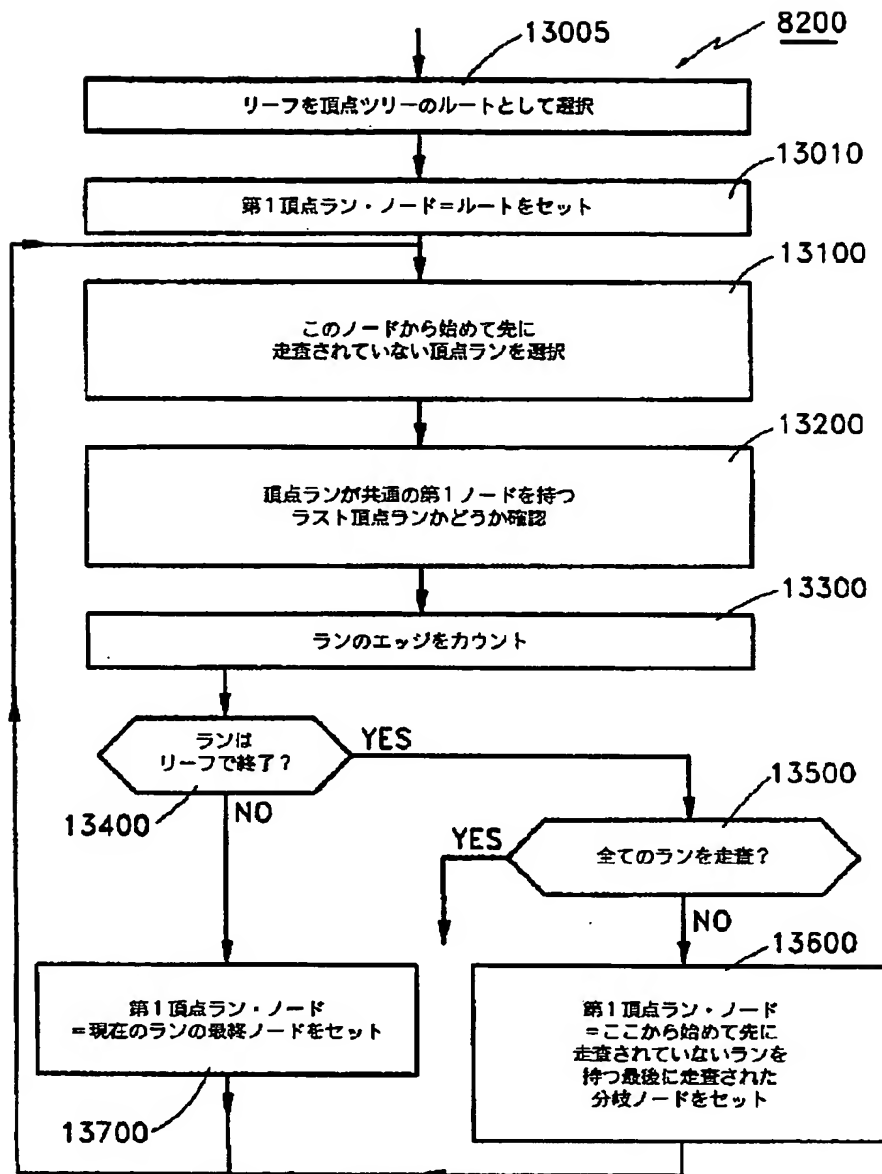 8200
13005
リーフを頂点ツリーのルートとして選択
13010
第1頂点ラン・ノード=ルートをセット
13100
このノードから始めて先に
走査されていない頂点ランを選択
13200
頂点ランが共通の第1ノードを持つ
ラスト頂点ランかどうか確認
13300
ランのエッジをカウント
ランは
リーフで終了?
YES
13400
NO
13500
全てのランを走査?
YES
NO
13600
第1頂点ラン・ノード
=現在のランの最終ノードをセット
13700
第1頂点ラン・ノード
=ここから始めて先に
走査されていないランを
持つ最後に走査された
分岐ノードをセット